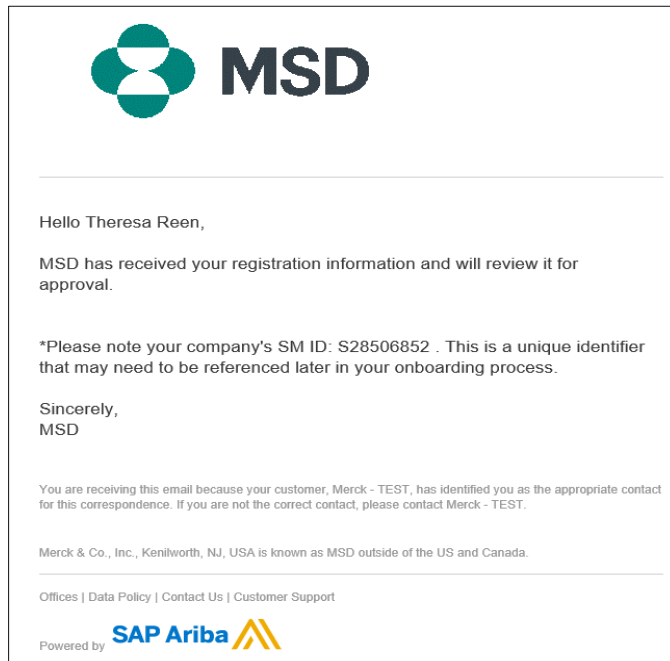 MSD
Hello Theresa Reen,
MSD has received your registration information and will review it for
approval.
*Please note your company's SM ID: S28506852 . This is a unique identifier
that may need to be referenced later in your onboarding process.
Sincerely,
MSD
You are receiving this email because your customer, Merck - TEST, has identified you as the appropriate contact
for this correspondence. If you are not the correct contact, please contact Merck - TEST.
Merck & Co., Inc., Kenilworth, NJ, USA is known as MSD outside of the US and Canada.
Offices | Data Policy | Contact Us | Customer Support
Powered by SAP Ariba